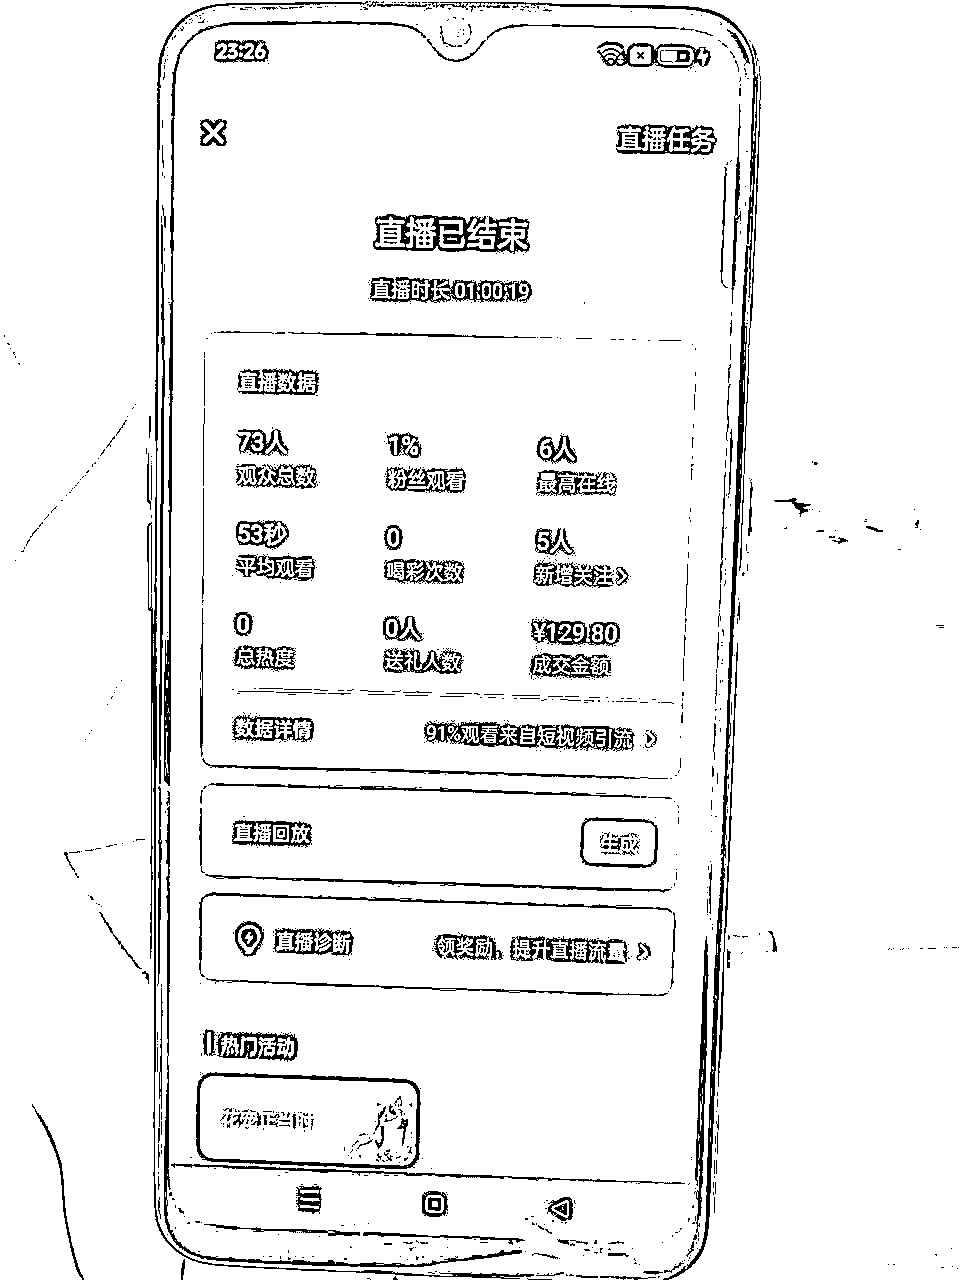 23:26
直播任务
直播已结束
直播时长 01:00:19
直播数据
73人 1% 6人
观众总数 粉丝观看 最高在线
53秒 0 5人
平均观看 喝彩次数 新增关注>
0 0人 ¥129.80
总热度 送礼人数 成交金额
数据详情 91%观看来自短视频引流 >
直播回放 生成
直播诊断 领奖励，提升直播流量 >
热门活动
花宠正当时